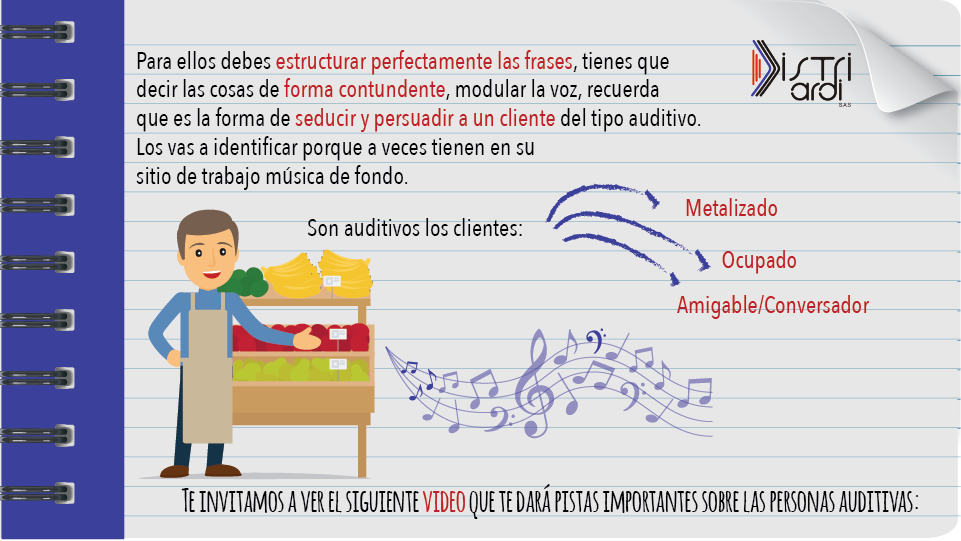 Para ellos debes estructurar perfectamente las frases, tienes que
decir las cosas de forma contundente, modular la voz, recuerda
que es la forma de seducir y persuadir a un cliente del tipo auditivo.
Los vas a identificar porque a veces tienen en su
sitio de trabajo música de fondo.
Distri
ardi
SAS
Son auditivos los clientes:
Metalizado
Ocupado
Amigable/Conversador
Te invitamos a ver el siguiente video que te dará pistas importantes sobre las personas auditivas: